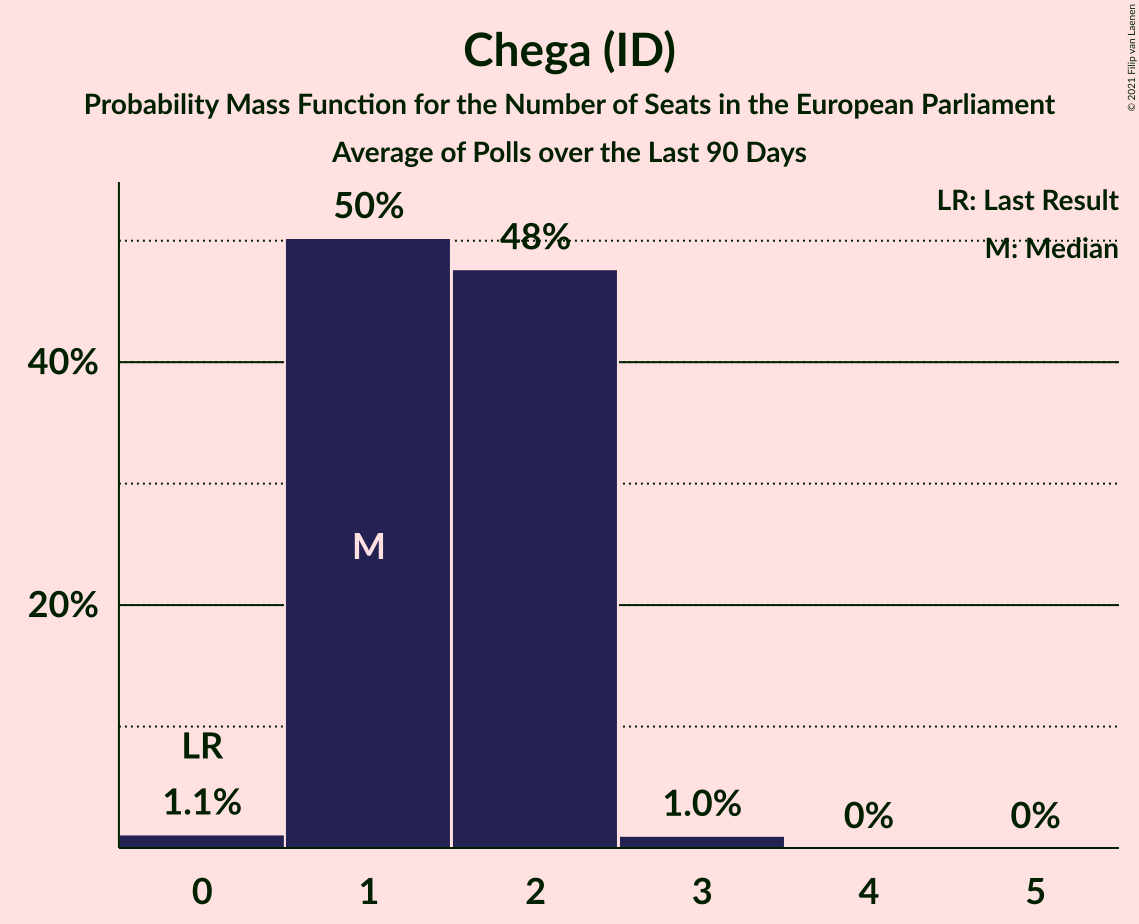 Chega (ID)
Probability Mass Function for the Number of Seats in the European Parliament
Average of Polls over the Last 90 Days
© 2021 Filip van Laenen
LR: Last Result
M: Median
50%
48%
40%
20%
M
LR
1.1%
1.0%
0%
0%
0
1
2
3
4
5